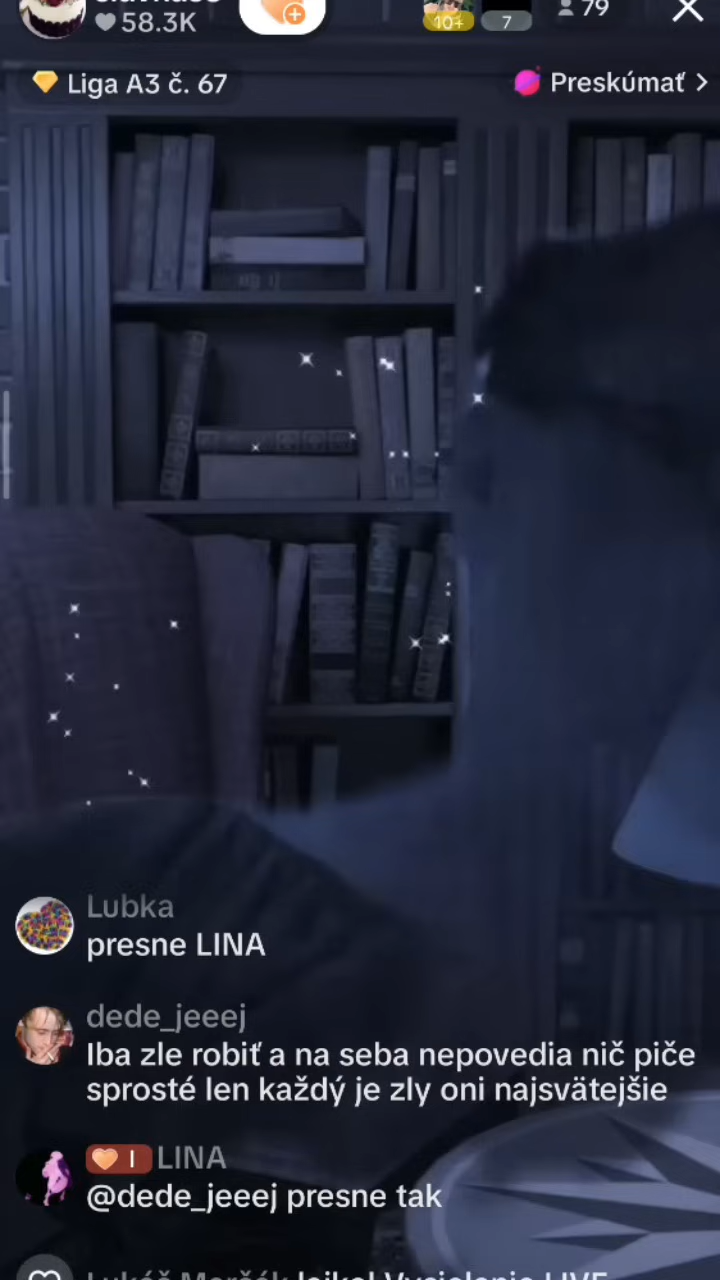 58.3K
10+
7
79
Liga A3 č. 67
Preskúmať
Lubka
presne LINA
dede_jeeej
Iba zle robiť a na seba nepovedia nič piče
sprosté len každý je zly oni najsvätejšie
I LINA
@dede_jeeej presne tak